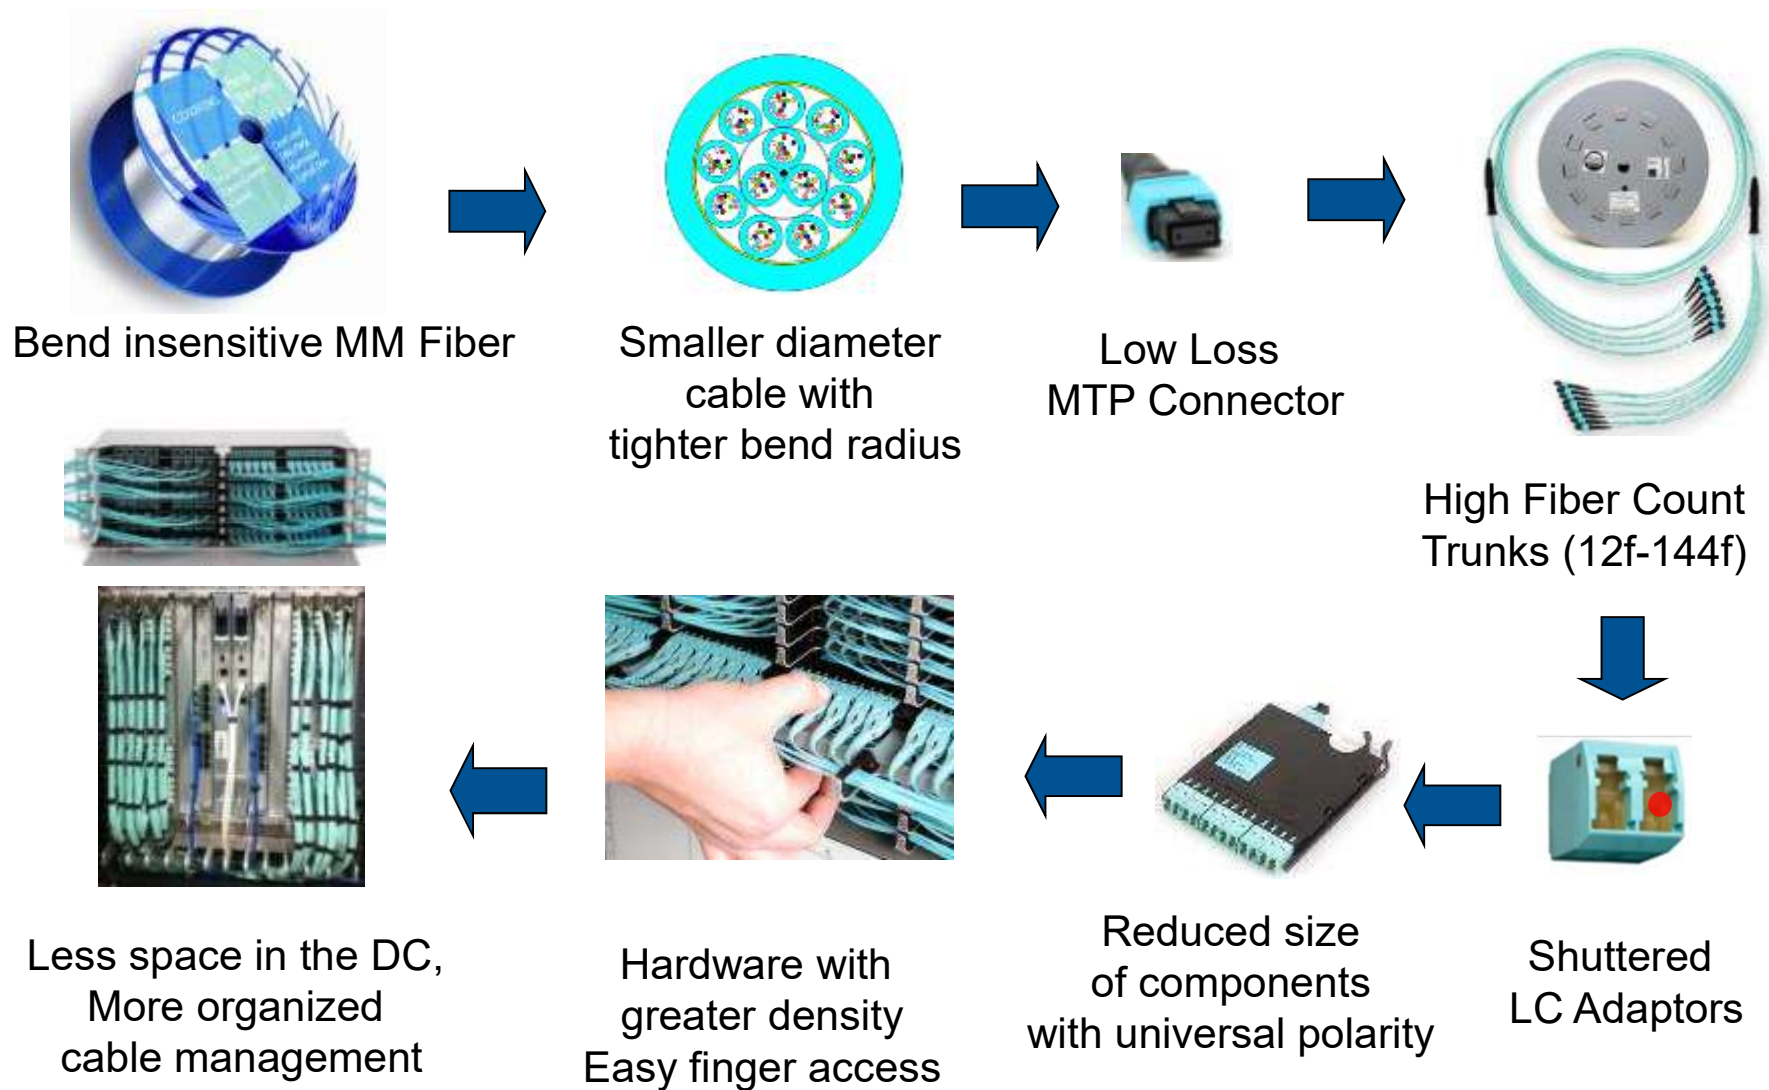 Bend insensitive MM Fiber
Smaller diameter
cable with
tighter bend radius
Low Loss
MTP Connector
High Fiber Count
Trunks (12f-144f)
Shuttered
LC Adaptors
Reduced size
of components
with universal polarity
Hardware with
greater density
Easy finger access
Less space in the DC,
More organized
cable management